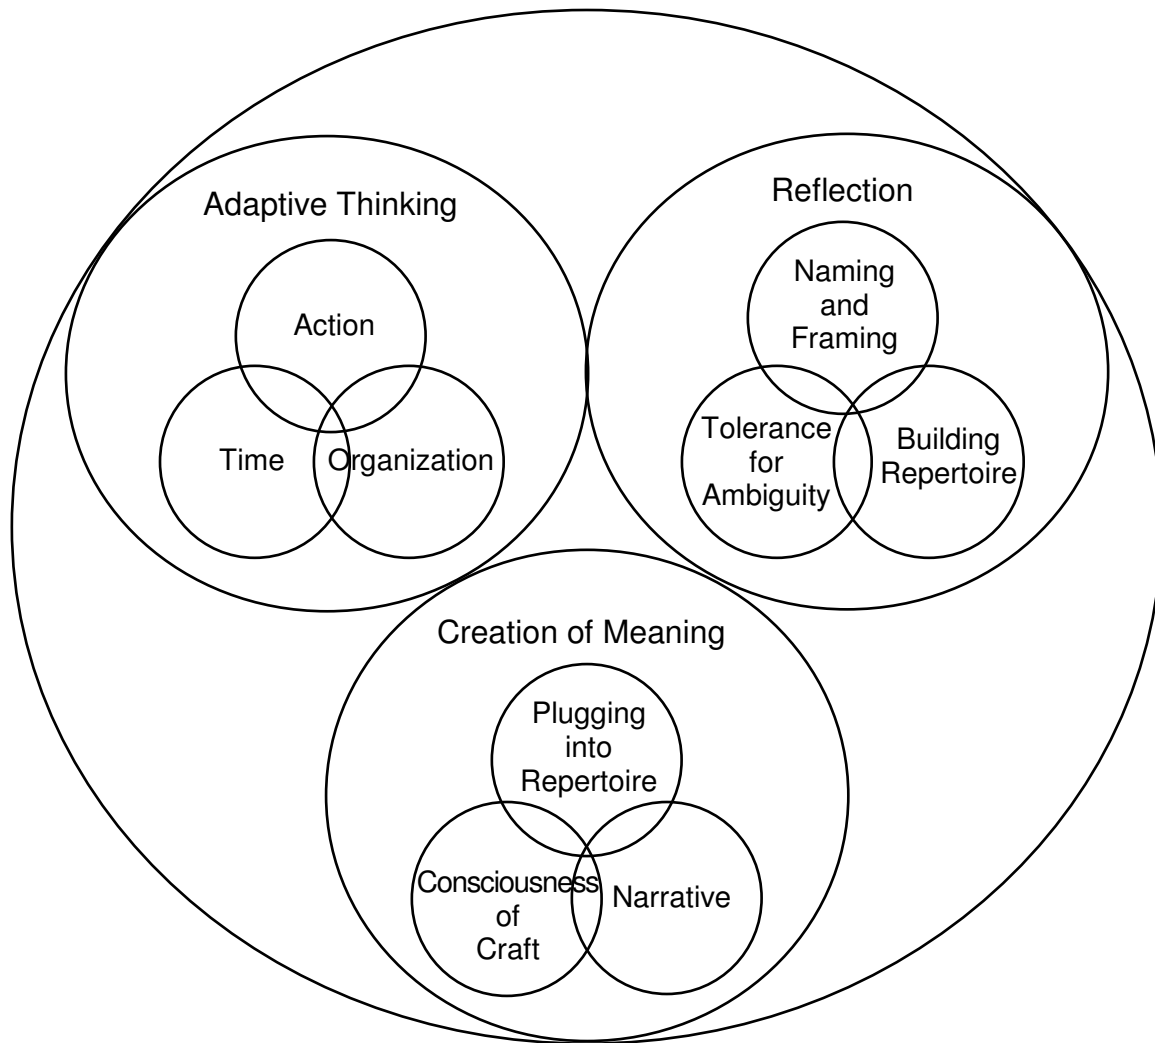 Adaptive Thinking
Action
Time
Organization
Reflection
Naming
and
Framing
Tolerance
for
Ambiguity
Building
Repertoire
Creation of Meaning
Plugging
into
Repertoire
Consciousness
of
Craft
Narrative